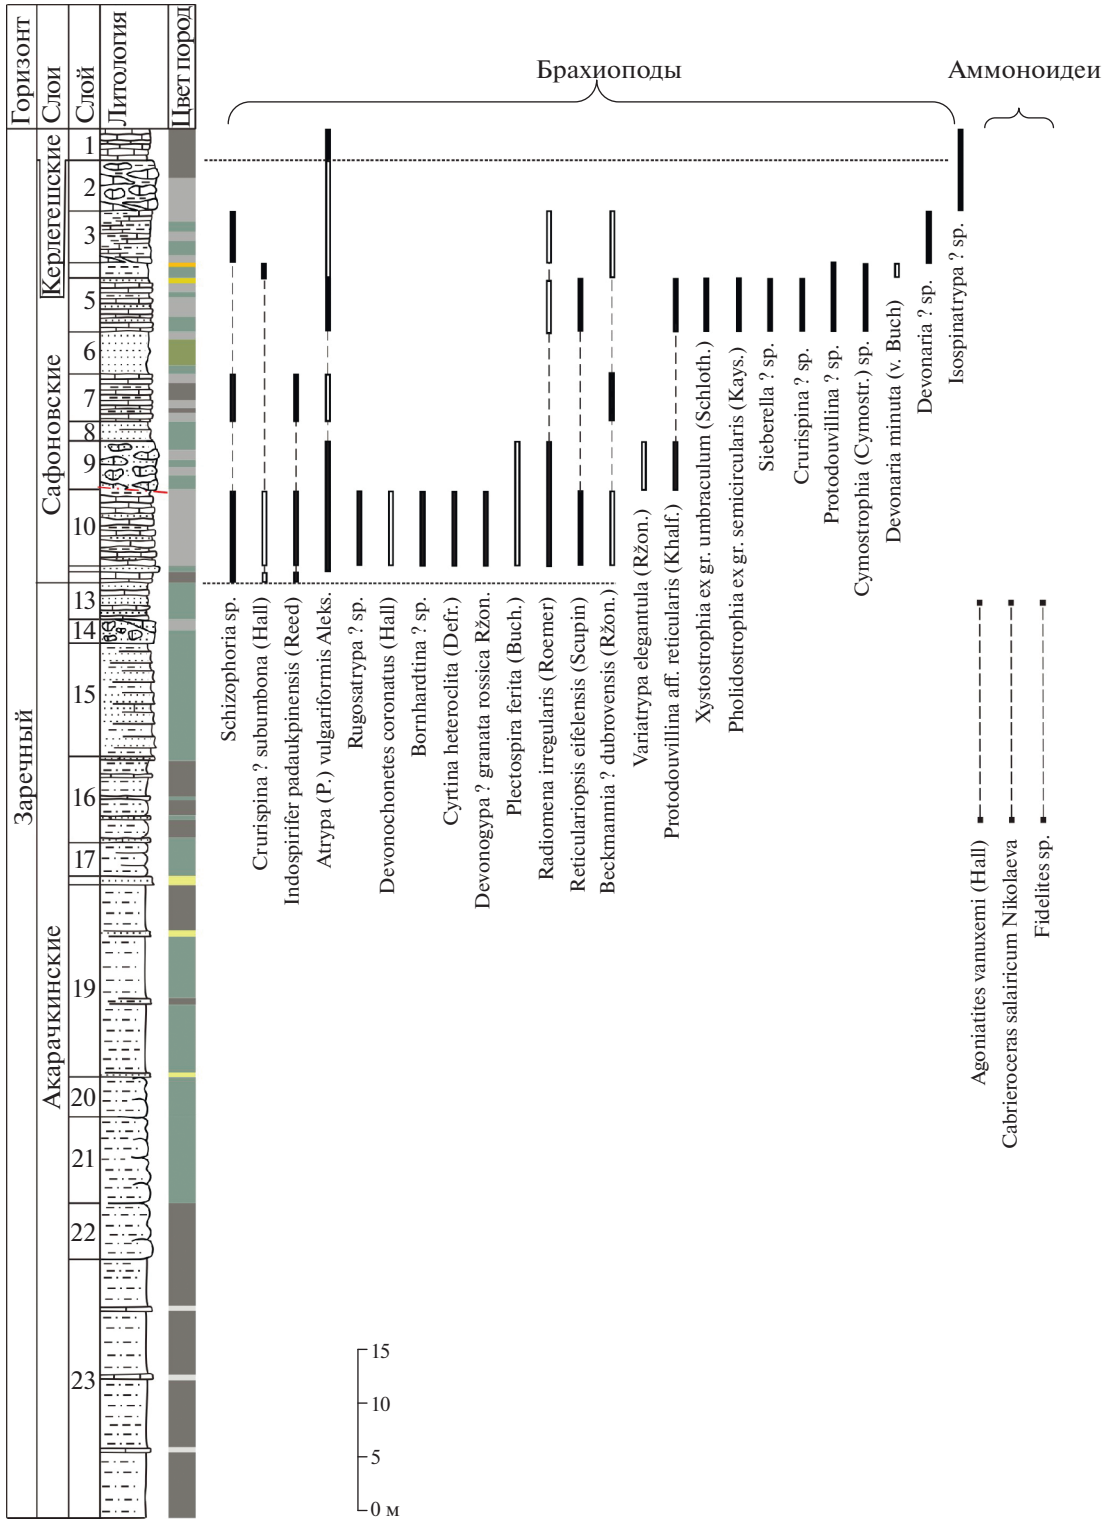 Горизонт
Слои
Слой
Литология
Цвет пород
Брахиоподы
Аммоноидеи
Заречный
Керлегешские
Сафоновские
Акарачкинские
1
2
3
5
6
7
8
9
10
13
14
15
16
17
19
20
21
22
23
Schizophoria sp.
Crurispina ? subumbona (Hall)
Indospirifer padaukpinensis (Reed)
Atrypa (P.) vulgariformis Aleks.
Rugosatrypa ? sp.
Devonochonetes coronatus (Hall)
Bornhardtina ? sp.
Cyrtina heteroclita (Defr.)
Devonogypa ? granata rossica Ržon.
Plectospira ferita (Buch.)
Radiomena irregularis (Roemer)
Reticulariopsis eifelensis (Scupin)
Beckmannia ? dubrovensis (Ržon.)
Variatrypa elegantula (Ržon.)
Protodouvillina aff. reticularis (Khalf.)
Xystostrophia ex gr. umbraculum (Schloth.)
Pholidostrophia ex gr. semicircularis (Kays.)
Sieberella ? sp.
Crurispina ? sp.
Protodouvillina ? sp.
Cymostrophia (Cymostr.) sp.
Devonaria minuta (v. Buch)
Devonaria ? sp.
Isospinatrypa ? sp.
Agoniatites vanuxemi (Hall)
Cabrieroceras salairicum Nikolaeva
Fidelites sp.
15
10
5
0 м